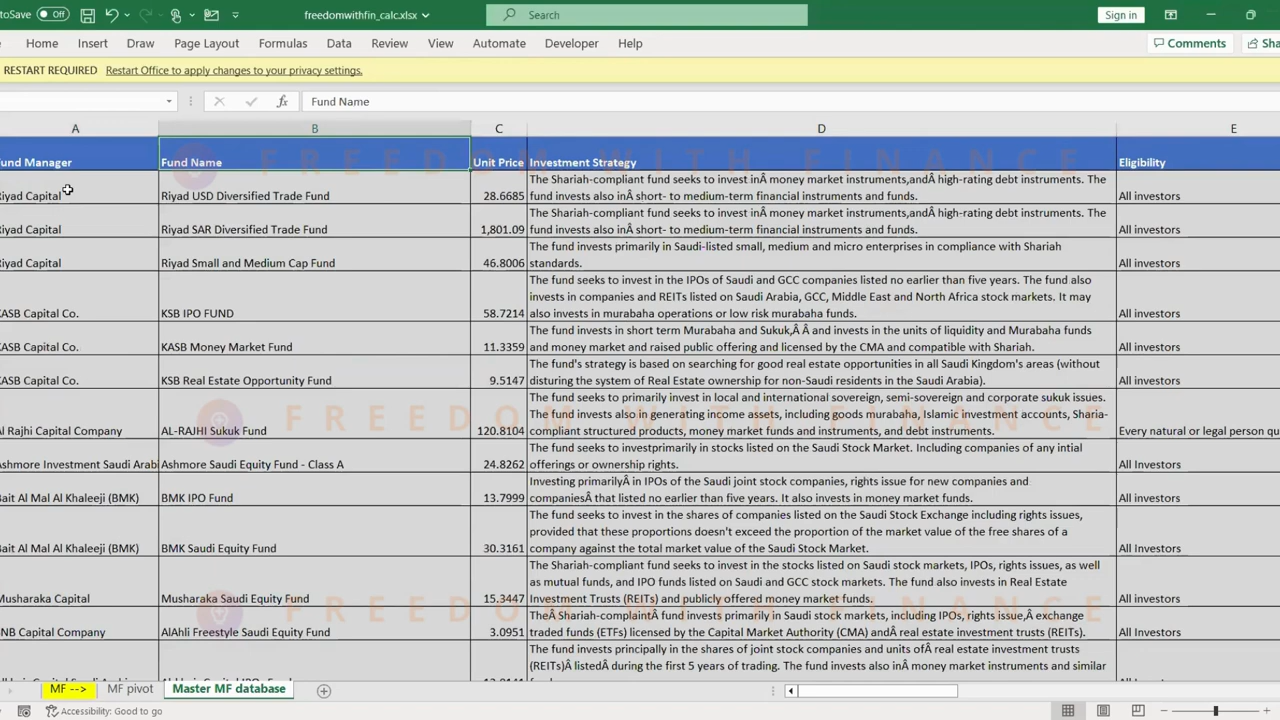 toSave Off freedomwithfin_calc.xlsx Search Sign in
Home Insert Draw Page Layout Formulas Data Review View Automate Developer Help Comments Sha
RESTART REQUIRED Restart Office to apply changes to your privacy settings.
Fund Name
A B C D E
Fund Manager Fund Name Unit Price Investment Strategy Eligibility
FREEDOM WITH FINANCE
Riyad Capital Riyad USD Diversified Trade Fund 28.6685 The Shariah-compliant fund seeks to invest inÂ money market instruments,andÂ high-rating debt instruments. The
fund invests also inÂ short- to medium-term financial instruments and funds. All investors
Riyad Capital Riyad SAR Diversified Trade Fund 1,801.09 The Shariah-compliant fund seeks to invest inÂ money market instruments,andÂ high-rating debt instruments. The
fund invests also inÂ short- to medium-term financial instruments and funds. All investors
Riyad Capital Riyad Small and Medium Cap Fund 46.8006 The fund invests primarily in Saudi-listed small, medium and micro enterprises in compliance with Shariah
standards. All investors
KASB Capital Co. KSB IPO FUND 58.7214 The fund seeks to invest in the IPOs of Saudi and GCC companies listed no earlier than five years. The fund also
invests in companies and REITs listed on Saudi Arabia, GCC, Middle East and North Africa stock markets. It may
also invests in murabaha operations or low risk murabaha funds. All investors
KASB Capital Co. KASB Money Market Fund 11.3359 The fund invests in short term Murabaha and Sukuk,Â Â and invests in the units of liquidity and Murabaha funds
and money market and raised public offering and licensed by the CMA and compatible with Shariah. All investors
KASB Capital Co. KSB Real Estate Opportunity Fund 9.5147 The fund's strategy is based on searching for good real estate opportunities in all Saudi Kingdom's areas (without
disturing the system of Real Estate ownership for non-Saudi residents in the Saudi Arabia). All investors
Al Rajhi Capital Company AL-RAJHI Sukuk Fund 120.8104 The fund seeks to primarily invest in local and international sovereign, semi-sovereign and corporate sukuk issues.
The fund invests also in generating income assets, including goods murabaha, Islamic investment accounts, Sharia-
compliant structured products, money market funds and instruments, and debt instruments. Every natural or legal person qu
FREEDOM WITH FINANCE
Ashmore Investment Saudi Arabi Ashmore Saudi Equity Fund - Class A 24.8262 The fund seeks to investprimarily in stocks listed on the Saudi Stock Market. Including companies of any intial
offerings or ownership rights. All Investors
Bait Al Mal Al Khaleeji (BMK) BMK IPO Fund 13.7999 Investing primarilyÂ in IPOs of the Saudi joint stock companies, rights issue for new companies and
companiesÂ that listed no earlier than five years. It also invests in money market funds. All investors
Bait Al Mal Al Khaleeji (BMK) BMK Saudi Equity Fund 30.3161 The fund seeks to invest in the shares of companies listed on the Saudi Stock Exchange including rights issues,
provided that these proportions doesn't exceed the proportion of the market value of the free shares of a
company against the total market value of the Saudi Stock Market. All Investors
Musharaka Capital Musharaka Saudi Equity Fund 15.3447 The Shariah-compliant fund seeks to invest in the stocks listed on Saudi stock markets, IPOs, rights issues, as well
as mutual funds, and IPO funds listed on Saudi and GCC stock markets. The fund also invests in Real Estate
Investment Trusts (REITs) and publicly offered money market funds. All investors
FREEDOM WITH FINANCE
SNB Capital Company AlAhli Freestyle Saudi Equity Fund 3.0951 TheÂ Shariah-complaintÂ fund invests primarily in Saudi stock markets, including IPOs, rights issue,Â exchange
traded funds (ETFs) licensed by the Capital Market Authority (CMA) andÂ real estate investment trusts (REITs). All Investors
The fund invests principally in the shares of joint stock companies and units ofÂ real estate investment trusts
(REITs)Â listedÂ during the first 5 years of trading. The fund invests also inÂ money market instruments and similar
MF --> MF pivot Master MF database
Accessibility: Good to go